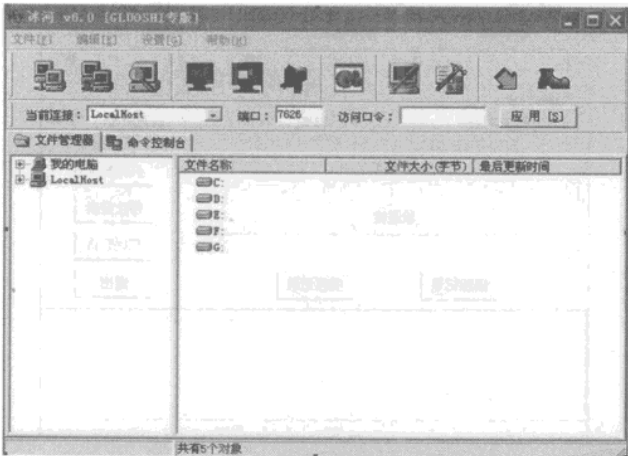 冰河 v8.0 [GLUOSHI专版]
文件[F] 编辑[E] 设置[G] 帮助[H]
当前连接: LocalHost 端口: 7626 访问口令: 应用 [S]
文件管理器 命令控制台
我的电脑
LocalHost
文件名称 文件大小(字节) 最后更新时间
C:
D:
E:
F:
G:
共有5个对象